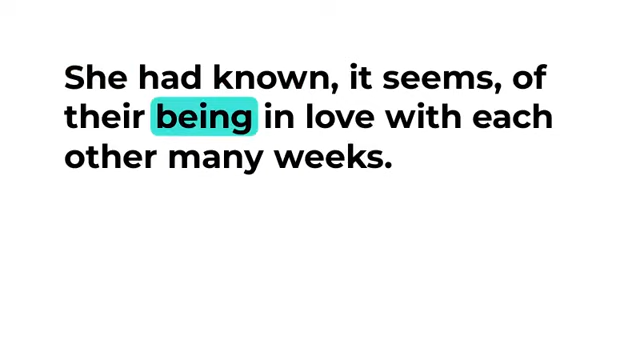 She had known, it seems, of
their being in love with each
other many weeks.